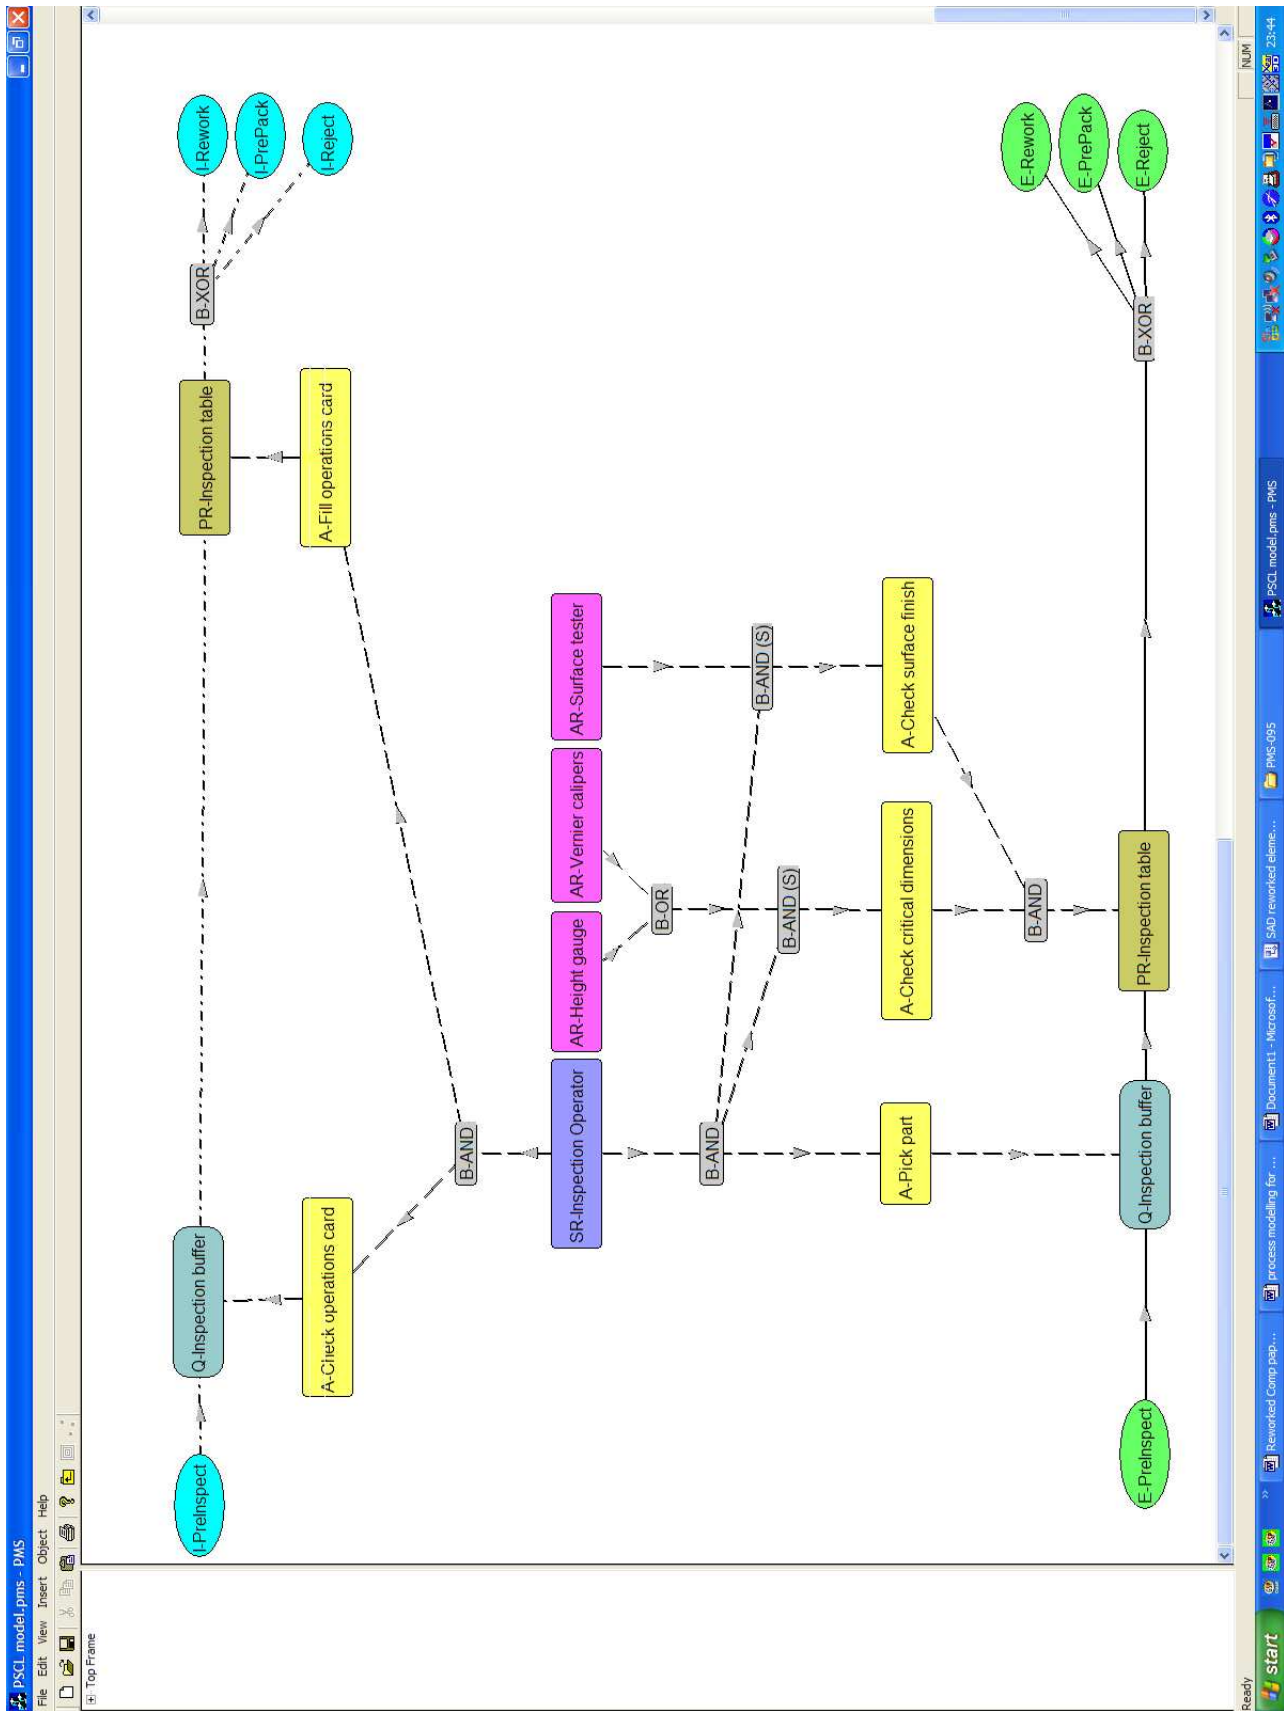 PSCL model.pms - PMS
File Edit View Insert Object Help
Top Frame
I-PreInspect
Q-Inspection buffer
PR-Inspection table
B-XOR
I-Rework
I-PrePack
I-Reject
A-Check operations card
A-Fill operations card
B-AND
SR-Inspection Operator
AR-Height gauge
AR-Vernier calipers
AR-Surface tester
B-OR
B-AND
B-AND (S)
B-AND (S)
A-Pick part
A-Check critical dimensions
A-Check surface finish
B-AND
E-PreInspect
Q-Inspection buffer
PR-Inspection table
B-XOR
E-Rework
E-PrePack
E-Reject
Ready
NUM
start
Reworked Comp pap...
process modelling for ...
Document1 - Microsof...
SAD reworked eleme...
PMS-095
PSCL model.pms - PMS
23:44